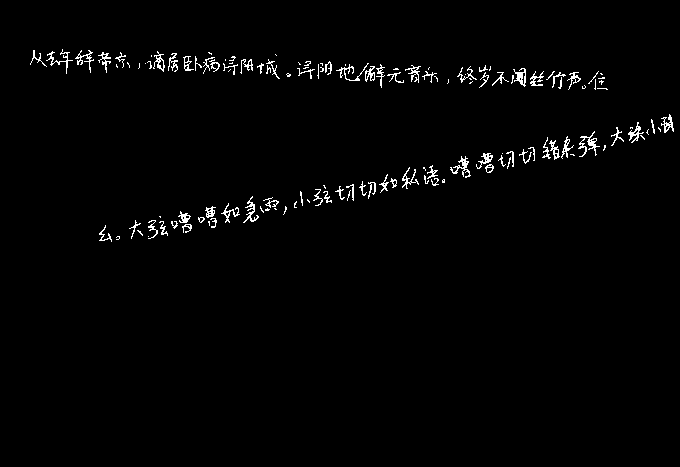 从去年辞帝京，谪居卧病浔阳城。浔阳地僻无音乐，终岁不闻丝竹声。住
幺。大弦嘈嘈如急雨，小弦切切如私语。嘈嘈切切错杂弹，大珠小珠